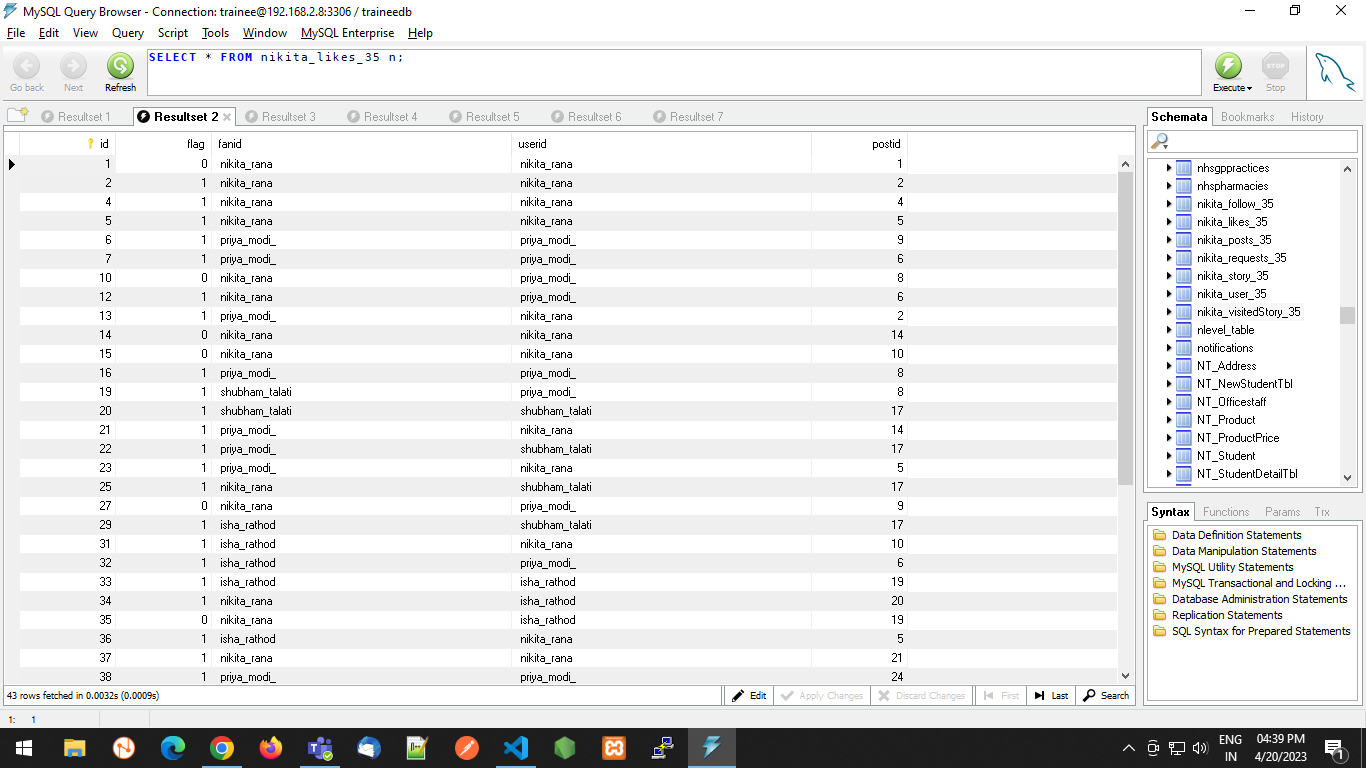 MySQL Query Browser - Connection: trainee@192.168.2.8:3306 / traineedb
File Edit View Query Script Tools Window MySQL Enterprise Help
SELECT * FROM nikita_likes_35 n;
Go back Next Refresh Execute Stop
Resultset 1 Resultset 2 Resultset 3 Resultset 4 Resultset 5 Resultset 6 Resultset 7
id flag fanid userid postid
1 0 nikita_rana nikita_rana 1
2 1 nikita_rana nikita_rana 2
4 1 nikita_rana nikita_rana 4
5 1 nikita_rana nikita_rana 5
6 1 priya_modi_ priya_modi_ 9
7 1 priya_modi_ priya_modi_ 6
10 0 nikita_rana priya_modi_ 8
12 1 nikita_rana priya_modi_ 6
13 1 priya_modi_ nikita_rana 2
14 0 nikita_rana nikita_rana 14
15 0 nikita_rana nikita_rana 10
16 1 priya_modi_ priya_modi_ 8
19 1 shubham_talati priya_modi_ 8
20 1 shubham_talati shubham_talati 17
21 1 priya_modi_ nikita_rana 14
22 1 priya_modi_ shubham_talati 17
23 1 priya_modi_ nikita_rana 5
25 1 nikita_rana shubham_talati 17
27 0 nikita_rana priya_modi_ 9
29 1 isha_rathod shubham_talati 17
31 1 isha_rathod nikita_rana 10
32 1 isha_rathod priya_modi_ 6
33 1 isha_rathod isha_rathod 19
34 1 nikita_rana isha_rathod 20
35 0 nikita_rana isha_rathod 19
36 1 isha_rathod nikita_rana 5
37 1 nikita_rana nikita_rana 21
38 1 priya_modi_ priya_modi_ 24
43 rows fetched in 0.0032s (0.0009s)
Edit Apply Changes Discard Changes First Last Search
1: 1
Schemata Bookmarks History
nhsgppractices
nhspharmacies
nikita_follow_35
nikita_likes_35
nikita_posts_35
nikita_requests_35
nikita_story_35
nikita_user_35
nikita_visitedStory_35
nlevel_table
notifications
NT_Address
NT_NewStudentTbl
NT_Officestaff
NT_Product
NT_ProductPrice
NT_Student
NT_StudentDetailTbl
Syntax Functions Params Trx
Data Definition Statements
Data Manipulation Statements
MySQL Utility Statements
MySQL Transactional and Locking ...
Database Administration Statements
Replication Statements
SQL Syntax for Prepared Statements
ENG
IN
04:39 PM
4/20/2023
1